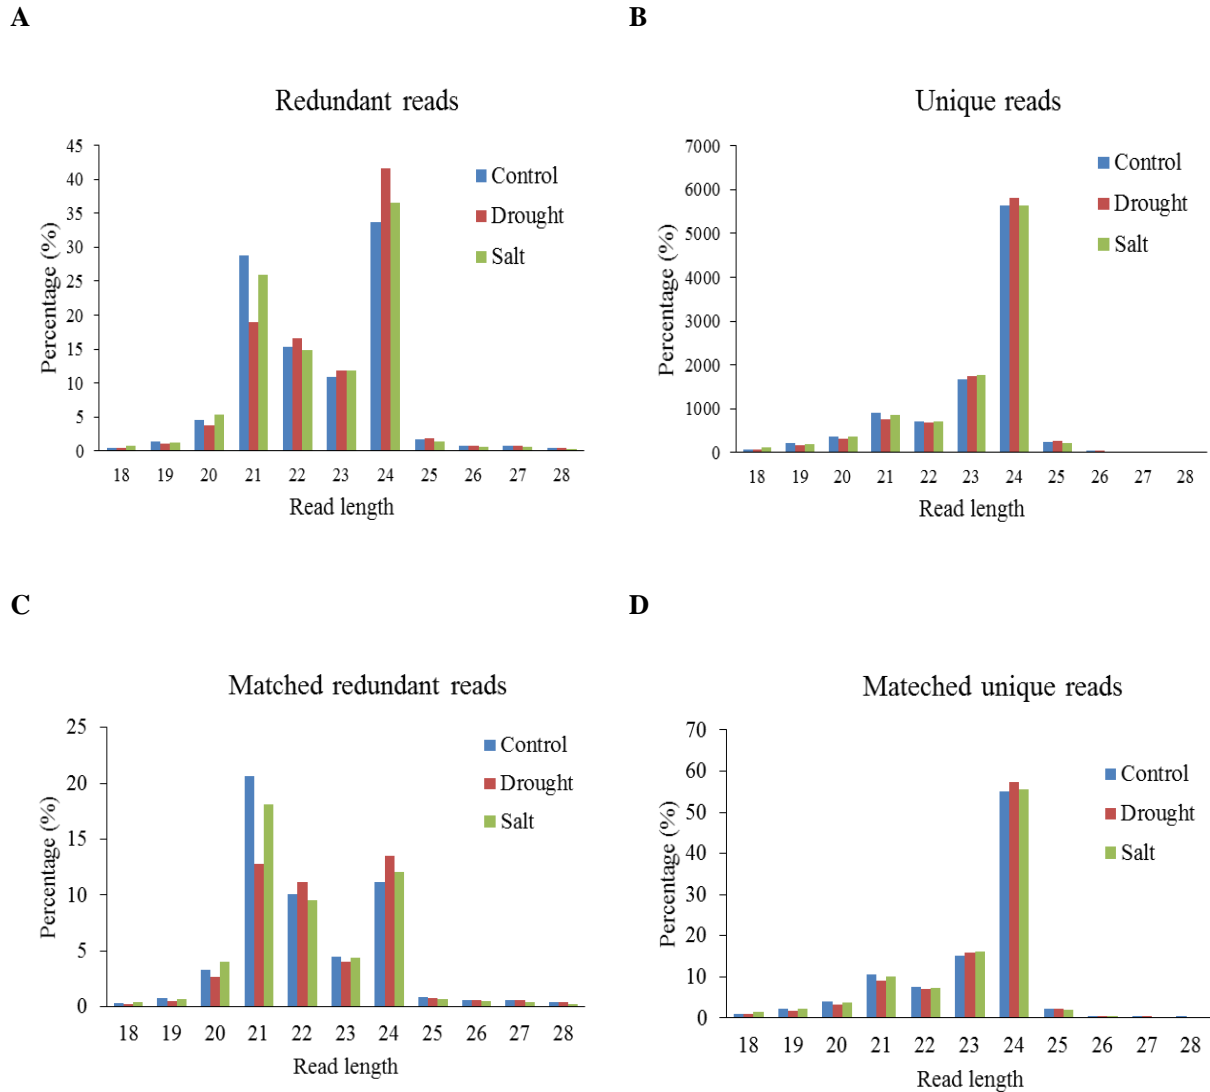 A
Redundant reads
45
40
35
30
25
20
15
10
5
0
Percentage (%)
Control
Drought
Salt
18 19 20 21 22 23 24 25 26 27 28
Read length
B
Unique reads
7000
6000
5000
4000
3000
2000
1000
0
Percentage (%)
Control
Drought
Salt
18 19 20 21 22 23 24 25 26 27 28
Read length
C
Matched redundant reads
25
20
15
10
5
0
Percentage (%)
Control
Drought
Salt
18 19 20 21 22 23 24 25 26 27 28
Read length
D
Mateched unique reads
70
60
50
40
30
20
10
0
Percentage (%)
Control
Drought
Salt
18 19 20 21 22 23 24 25 26 27 28
Read length